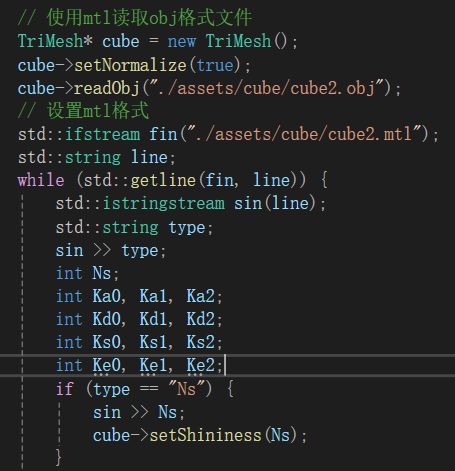 // 使用mtl读取obj格式文件
TriMesh* cube = new TriMesh();
cube->setNormalize(true);
cube->readObj("./assets/cube/cube2.obj");
// 设置mtl格式
std::ifstream fin("./assets/cube/cube2.mtl");
std::string line;
while (std::getline(fin, line)) {
std::istringstream sin(line);
std::string type;
sin >> type;
int Ns;
int Ka0, Ka1, Ka2;
int Kd0, Kd1, Kd2;
int Ks0, Ks1, Ks2;
int Ke0, Ke1, Ke2;
if (type == "Ns") {
sin >> Ns;
cube->setShininess(Ns);
}